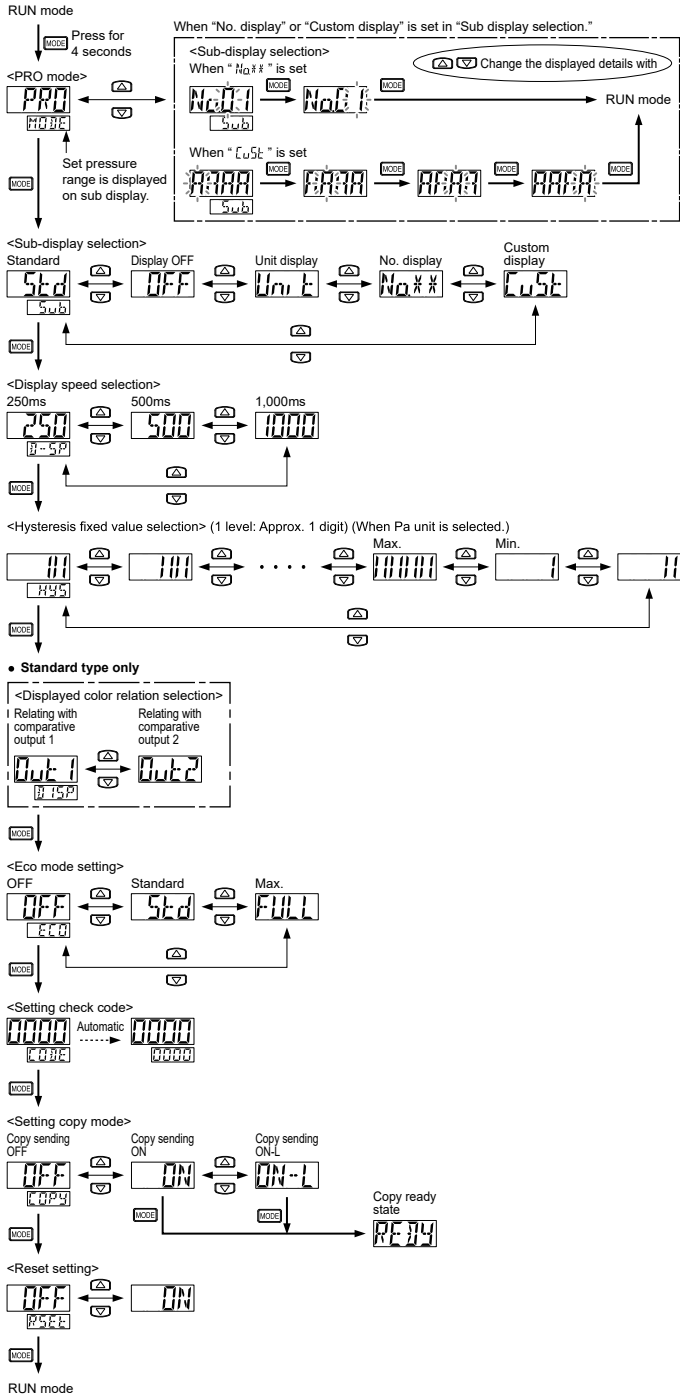 RUN mode
MODE Press for 4 seconds
<PRO mode>
PRO
MODE
Set pressure range is displayed on sub display.
MODE
When “No. display” or “Custom display” is set in “Sub display selection.”
<Sub-display selection>
Change the displayed details with
When “ No.** ” is set
No.01 MODE No.01 MODE RUN mode
Sub
When “ CuSt ” is set
MODE MODE MODE MODE
Sub
<Sub-display selection>
Standard Display OFF Unit display No. display Custom display
Std OFF Unit No.** CuSt
Sub
MODE
<Display speed selection>
250ms 500ms 1,000ms
250 500 1000
D-SP
MODE
<Hysteresis fixed value selection> (1 level: Approx. 1 digit) (When Pa unit is selected.)
Max. Min.
HYS
MODE
● Standard type only
<Displayed color relation selection>
Relating with comparative output 1
Relating with comparative output 2
Out1 Out2
DISP
MODE
<Eco mode setting>
OFF Standard Max.
OFF Std FULL
ECO
MODE
<Setting check code>
0000 Automatic 0000
CODE 0000
MODE
<Setting copy mode>
Copy sending OFF
Copy sending ON
Copy sending ON-L
OFF ON ON-L
COPY
MODE MODE
Copy ready state
REDY
MODE
<Reset setting>
OFF ON
RSEt
MODE
RUN mode